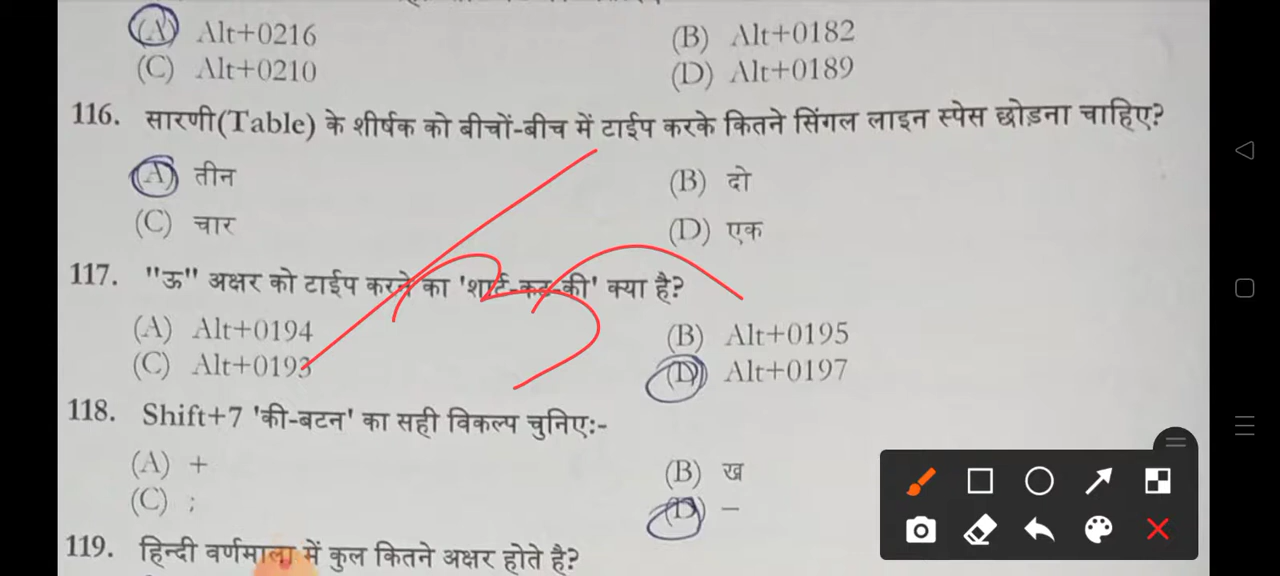 (A) Alt+0216 (B) Alt+0182
(C) Alt+0210 (D) Alt+0189
116. सारणी(Table) के शीर्षक को बीचों-बीच में टाईप करके कितने सिंगल लाइन स्पेस छोड़ना चाहिए?
(A) तीन (B) दो
(C) चार (D) एक
117. "ऊ" अक्षर को टाईप करने का 'शार्ट-कट-की' क्या है?
(A) Alt+0194 (B) Alt+0195
(C) Alt+0193 (D) Alt+0197
118. Shift+7 'की-बटन' का सही विकल्प चुनिए:-
(A) + (B) ख
(C) ; (D) –
119. हिन्दी वर्णमाला में कुल कितने अक्षर होते है?